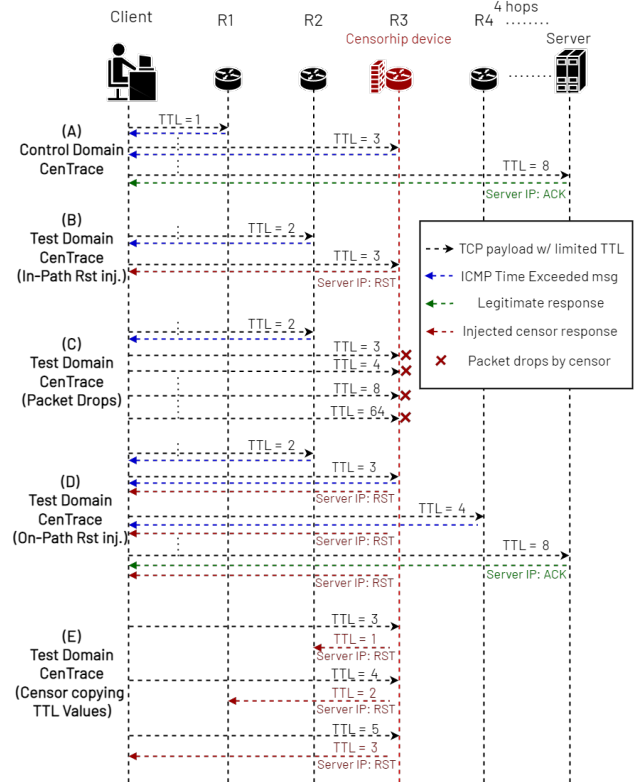 4 hops
Client R1 R2 R3 R4 ........
Censorhip device Server
........
TTL = 1
(A)
Control Domain
CenTrace
TTL = 3
TTL = 8
Server IP: ACK
(B)
Test Domain
CenTrace
(In-Path Rst inj.)
TTL = 2
TTL = 3
Server IP: RST
TCP payload w/ limited TTL
ICMP Time Exceeded msg
Legitimate response
Injected censor response
Packet drops by censor
(C)
Test Domain
CenTrace
(Packet Drops)
TTL = 2
TTL = 3
TTL = 4
TTL = 8
TTL = 64
(D)
Test Domain
CenTrace
(On-Path Rst inj.)
TTL = 2
TTL = 3
Server IP: RST
TTL = 4
Server IP: RST
TTL = 8
Server IP: ACK
Server IP: RST
(E)
Test Domain
CenTrace
(Censor copying
TTL Values)
TTL = 3
TTL = 1
Server IP: RST
TTL = 4
TTL = 2
Server IP: RST
TTL = 5
TTL = 3
Server IP: RST